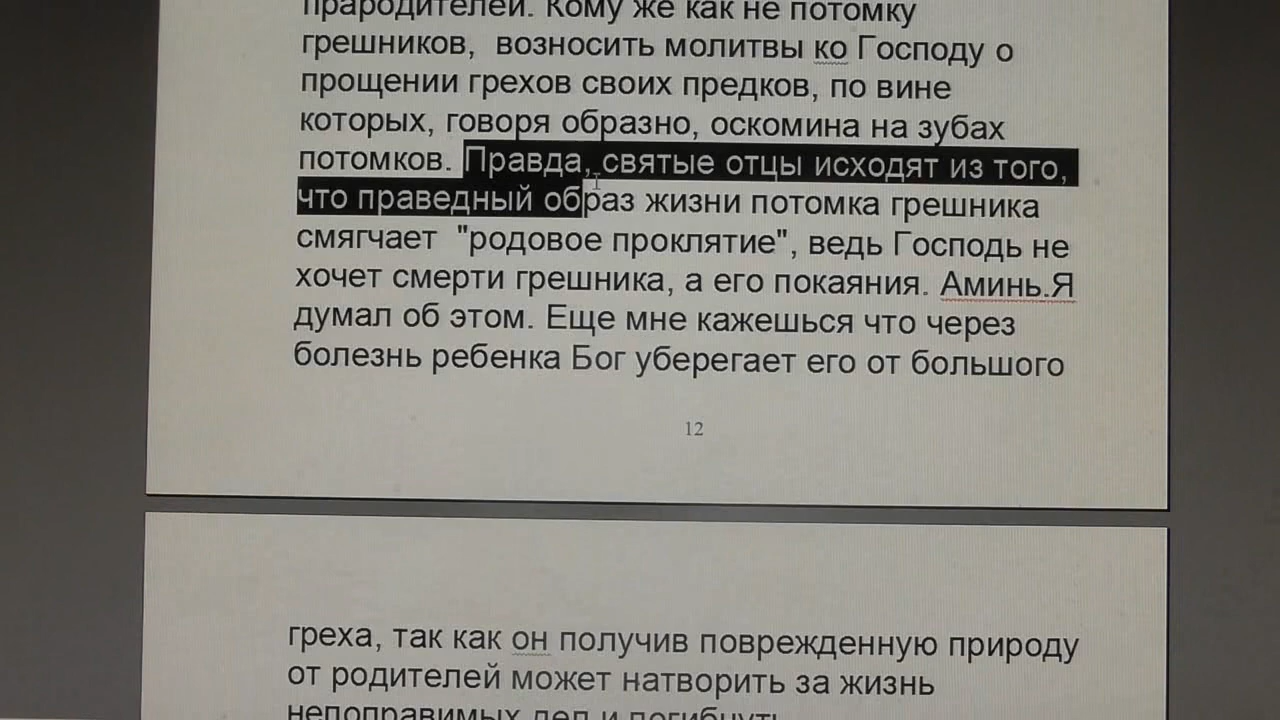 прародителей. Кому же как не потомку
грешников,  возносить молитвы ко Господу о
прощении грехов своих предков, по вине
которых, говоря образно, оскомина на зубах
потомков. Правда, святые отцы исходят из того,
что праведный образ жизни потомка грешника
смягчает  "родовое проклятие", ведь Господь не
хочет смерти грешника, а его покаяния. Аминь.Я
думал об этом. Еще мне кажешься что через
болезнь ребенка Бог уберегает его от большого
12
греха, так как он получив поврежденную природу
от родителей может натворить за жизнь
непоправимых дел и погибнуть